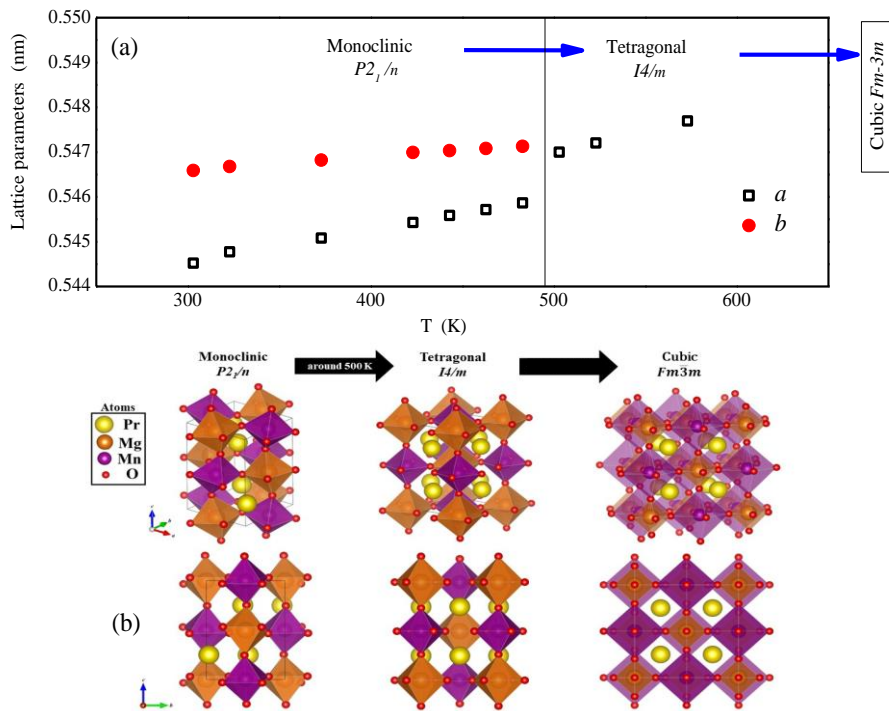 0.550
0.549
0.548
0.547
0.546
0.545
0.544
Lattice parameters (nm)
(a)
Monoclinic
P2₁/n
Tetragonal
I4/m
Cubic Fm-3m
a
b
300
400
500
600
T (K)
Monoclinic
P2₁/n
around 500 K
Tetragonal
I4/m
Cubic
Fm3̅m
Atoms
Pr
Mg
Mn
O
c
b
a
(b)
c
b